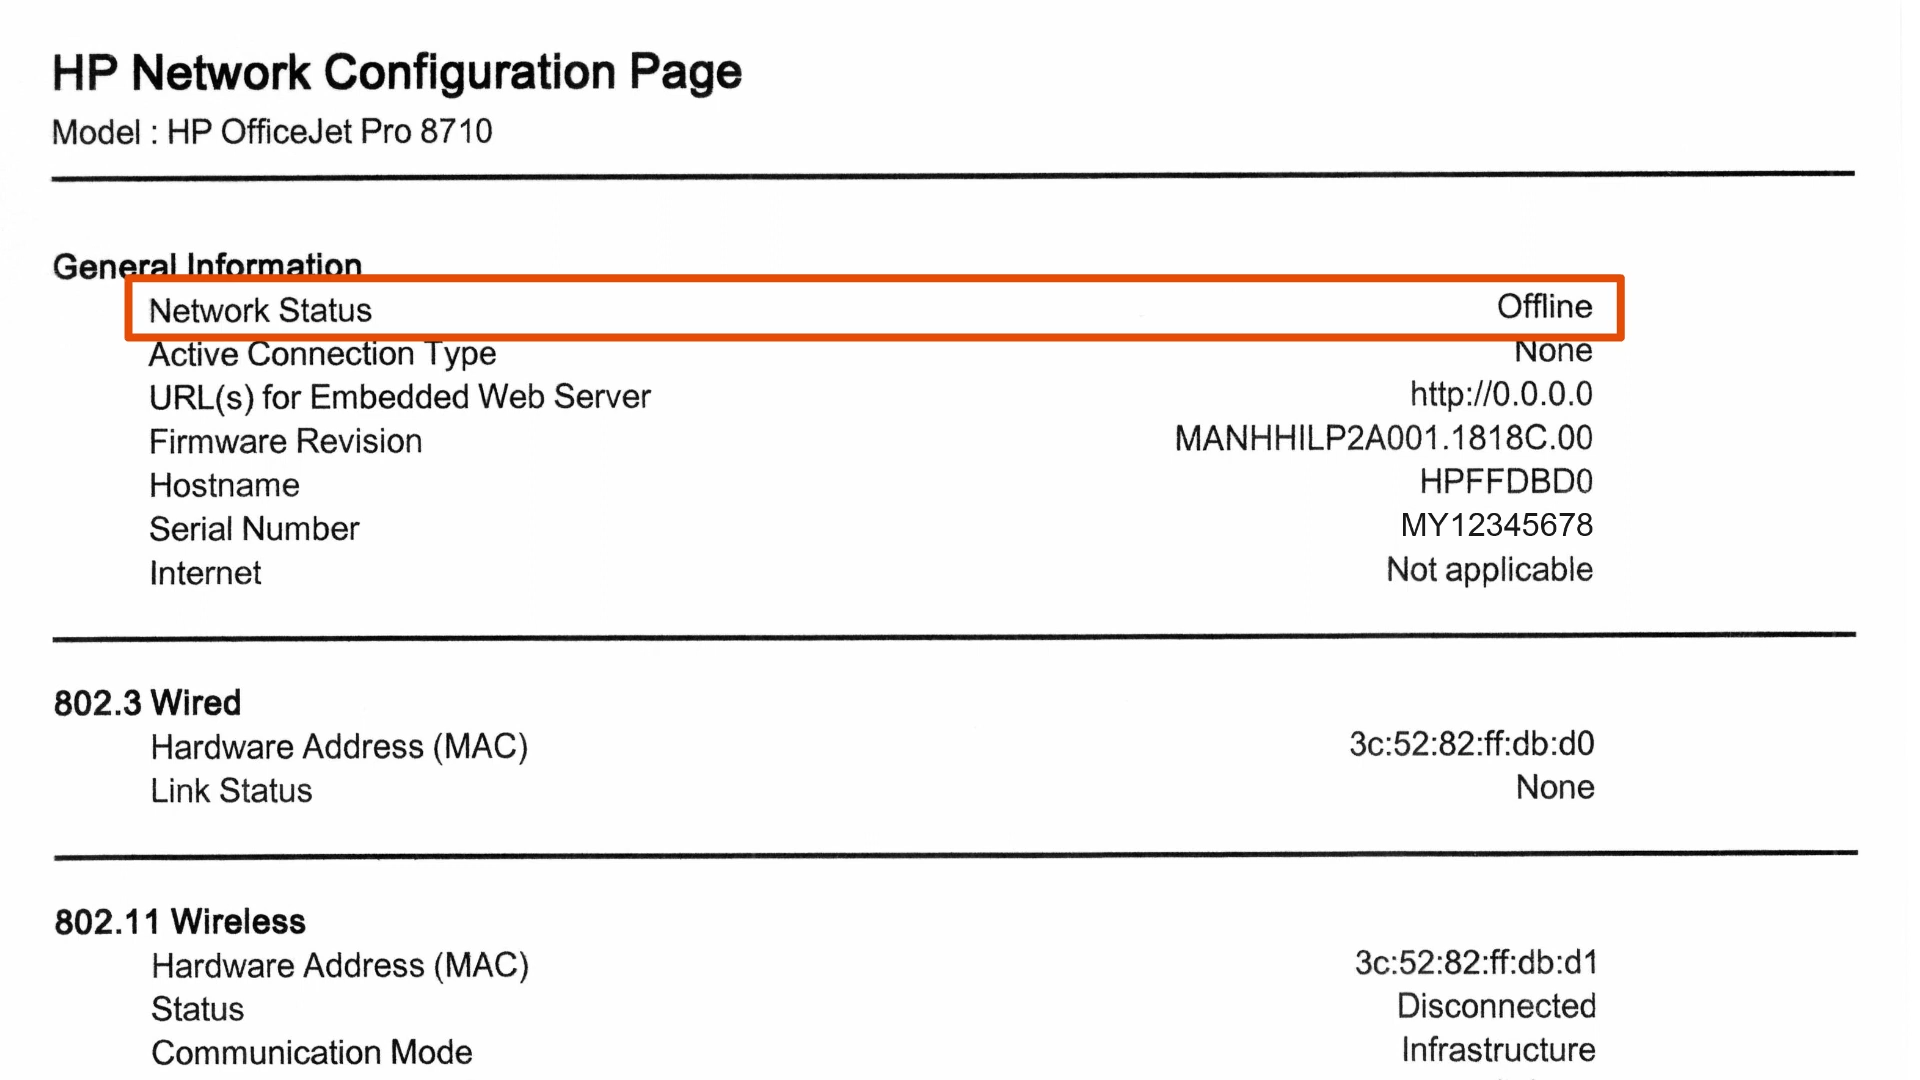 HP Network Configuration Page
Model : HP OfficeJet Pro 8710
General Information
Network Status Offline
Active Connection Type None
URL(s) for Embedded Web Server http://0.0.0.0
Firmware Revision MANHHILP2A001.1818C.00
Hostname HPFFDBD0
Serial Number MY12345678
Internet Not applicable
802.3 Wired
Hardware Address (MAC) 3c:52:82:ff:db:d0
Link Status None
802.11 Wireless
Hardware Address (MAC) 3c:52:82:ff:db:d1
Status Disconnected
Communication Mode Infrastructure